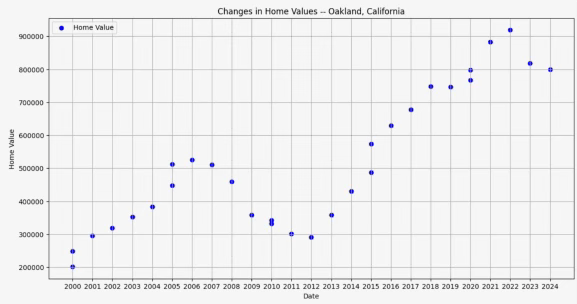 Changes in Home Values -- Oakland, California
Home Value
900000
800000
700000
600000
500000
400000
300000
200000
Home Value
2000 2001 2002 2003 2004 2005 2006 2007 2008 2009 2010 2011 2012 2013 2014 2015 2016 2017 2018 2019 2020 2021 2022 2023 2024
Date